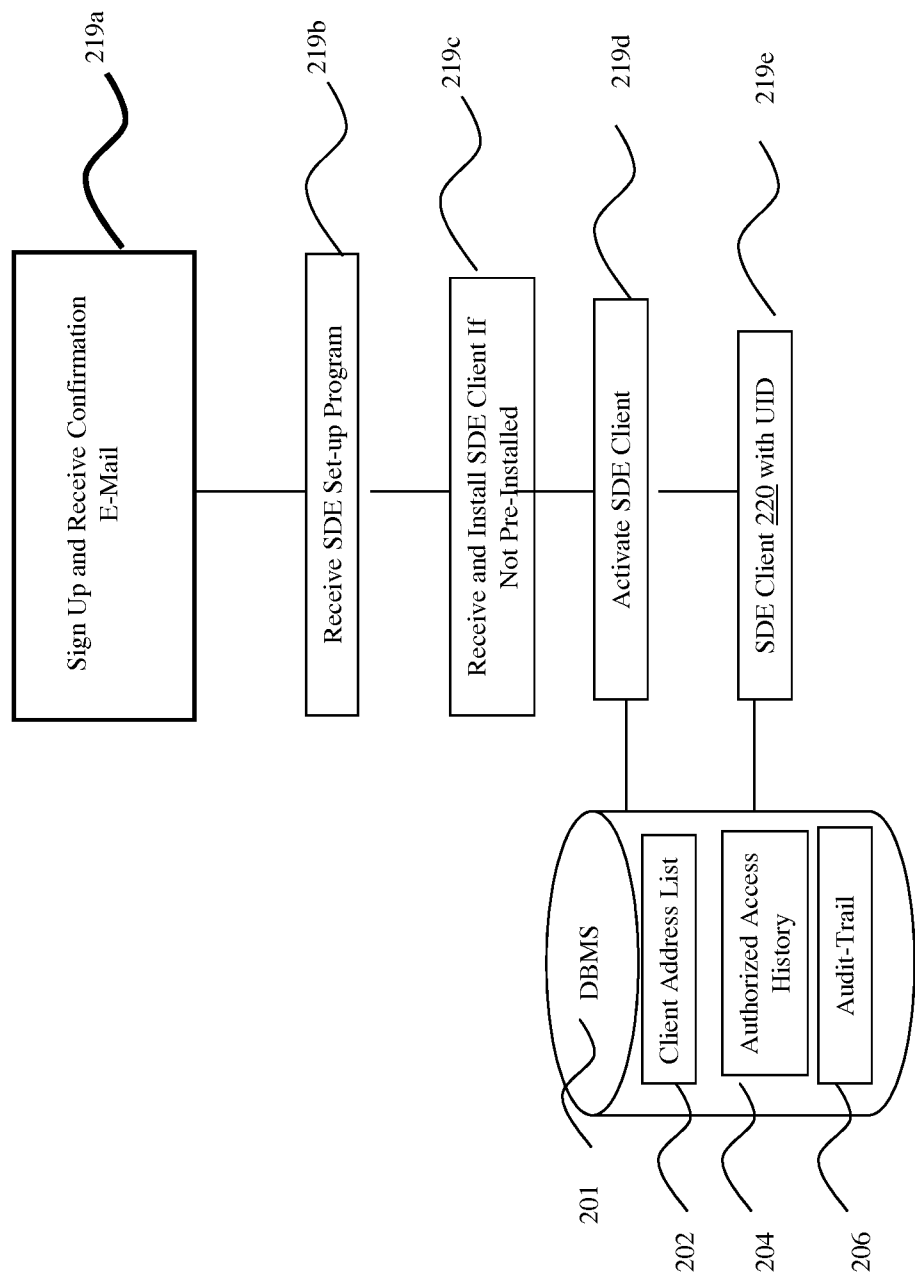 Sign Up and Receive Confirmation
E-Mail
219a
Receive SDE Set-up Program
219b
Receive and Install SDE Client If
Not Pre-Installed
219c
Activate SDE Client
219d
SDE Client 220 with UID
219e
DBMS
201
Client Address List
202
Authorized Access
History
204
Audit-Trail
206